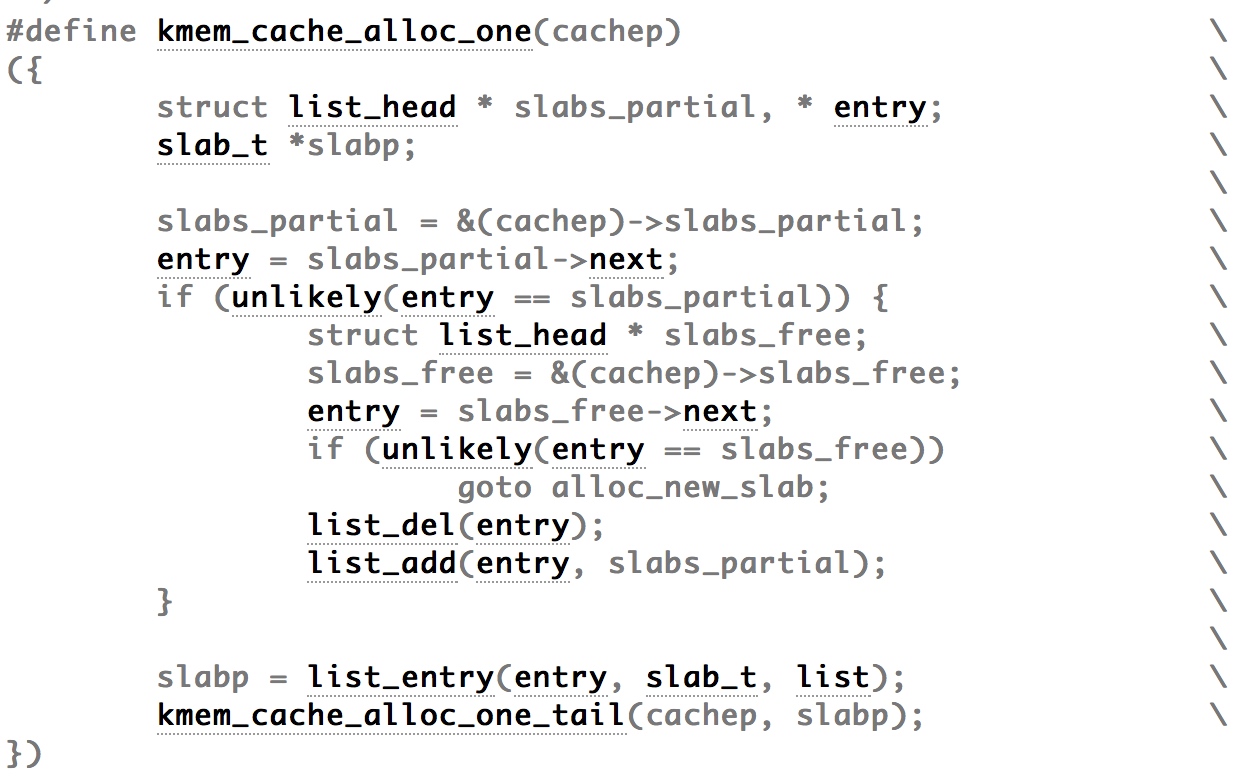 #define kmem_cache_alloc_one(cachep) \
({ \
        struct list_head * slabs_partial, * entry; \
        slab_t *slabp; \
 \
        slabs_partial = &(cachep)->slabs_partial; \
        entry = slabs_partial->next; \
        if (unlikely(entry == slabs_partial)) { \
                struct list_head * slabs_free; \
                slabs_free = &(cachep)->slabs_free; \
                entry = slabs_free->next; \
                if (unlikely(entry == slabs_free)) \
                        goto alloc_new_slab; \
                list_del(entry); \
                list_add(entry, slabs_partial); \
        } \
 \
        slabp = list_entry(entry, slab_t, list); \
        kmem_cache_alloc_one_tail(cachep, slabp); \
})